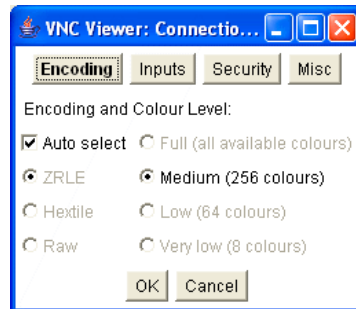 VNC Viewer: Connectio...
Encoding Inputs Security Misc
Encoding and Colour Level:
Auto select Full (all available colours)
ZRLE Medium (256 colours)
Hextile Low (64 colours)
Raw Very low (8 colours)
OK Cancel